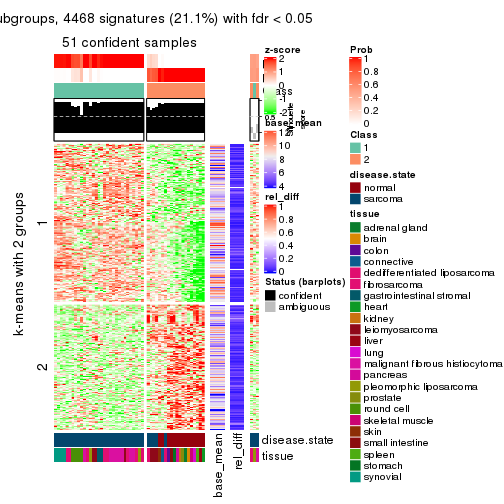 ubgroups, 4468 signatures (21.1%) with fdr < 0.05
51 confident samples
k-means with 2 groups
1
2
z-score
2
1
-1
-2
base_mean
12
10
8
6
4
rel_diff
1
0.8
0.6
0.4
0.2
0
Status (barplots)
confident
ambiguous
Silhouette
score
disease.state
tissue
base_mean
rel_diff
Prob
1
0.8
0.6
0.4
0.2
0
Class
1
2
disease.state
normal
sarcoma
tissue
adrenal gland
brain
colon
connective
dedifferentiated liposarcoma
fibrosarcoma
gastrointestinal stromal
heart
kidney
leiomyosarcoma
liver
lung
malignant fibrous histiocytoma
pancreas
pleomorphic liposarcoma
prostate
round cell
skeletal muscle
skin
small intestine
spleen
stomach
synovial